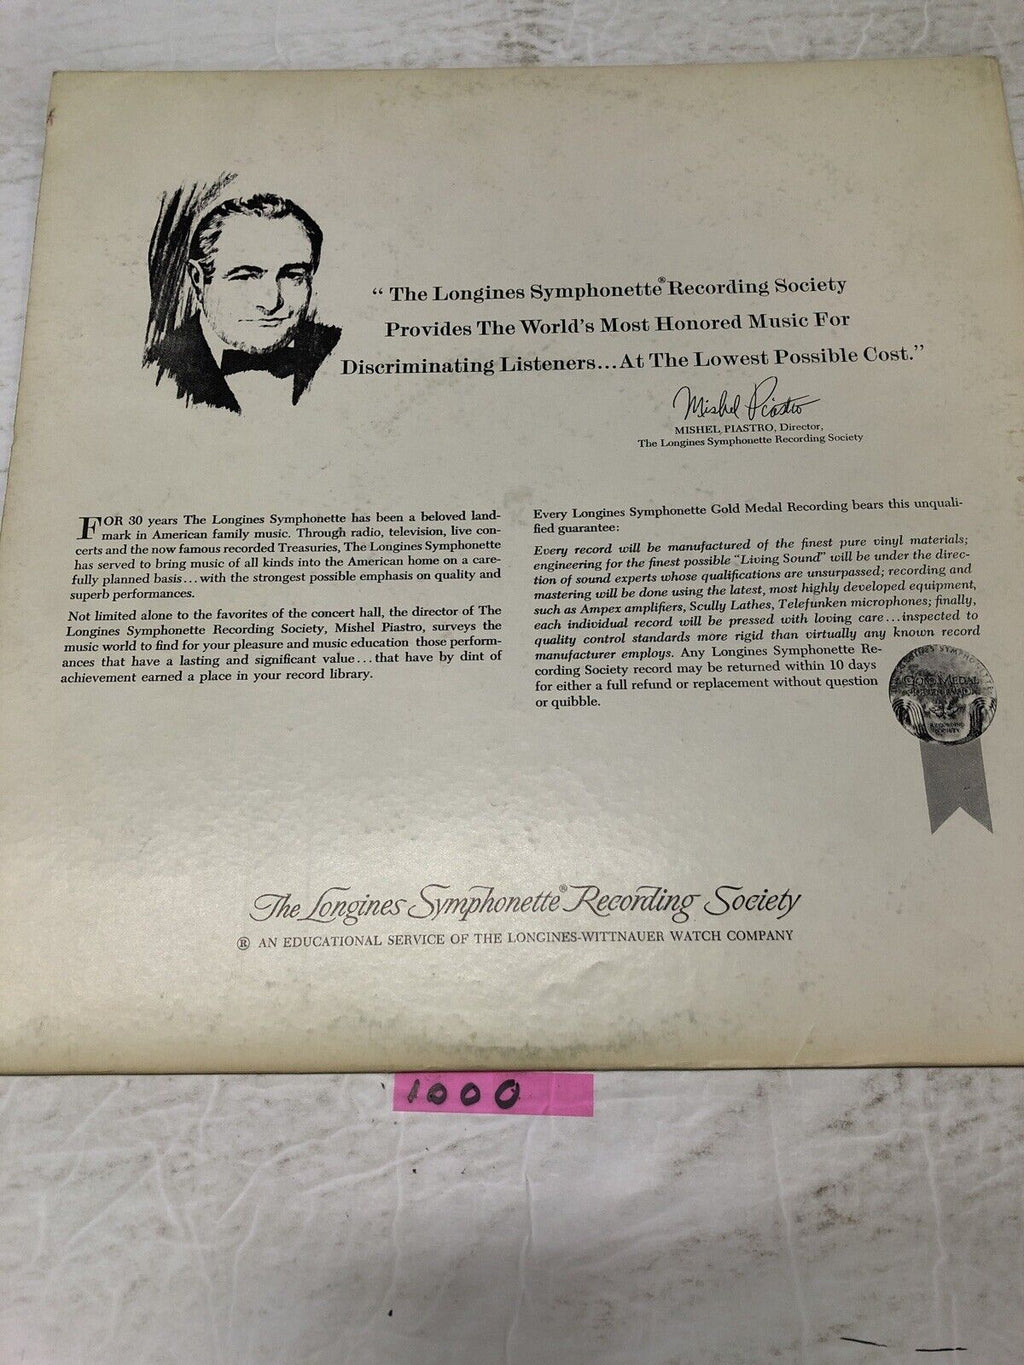 “ The Longines Symphonette® Recording Society
Provides The World's Most Honored Music For
Discriminating Listeners...At The Lowest Possible Cost.”
Mishel Piastro
MISHEL PIASTRO, Director,
The Longines Symphonette Recording Society
FOR 30 years The Longines Symphonette has been a beloved land-
mark in American family music. Through radio, television, live con-
certs and the now famous recorded Treasuries, The Longines Symphonette
has served to bring music of all kinds into the American home on a care-
fully planned basis...with the strongest possible emphasis on quality and
superb performances.
Not limited alone to the favorites of the concert hall, the director of The
Longines Symphonette Recording Society, Mishel Piastro, surveys the
music world to find for your pleasure and music education those perform-
ances that have a lasting and significant value...that have by dint of
achievement earned a place in your record library.
Every Longines Symphonette Gold Medal Recording bears this unquali-
fied guarantee:
Every record will be manufactured of the finest pure vinyl materials;
engineering for the finest possible “Living Sound” will be under the direc-
tion of sound experts whose qualifications are unsurpassed; recording and
mastering will be done using the latest, most highly developed equipment,
such as Ampex amplifiers, Scully Lathes, Telefunken microphones; finally,
each individual record will be pressed with loving care...inspected to
quality control standards more rigid than virtually any known record
manufacturer employs. Any Longines Symphonette Re-
cording Society record may be returned within 10 days
for either a full refund or replacement without question
or quibble.
GOLD MEDAL
RECORDING
SOCIETY
The Longines Symphonette® Recording Society
® AN EDUCATIONAL SERVICE OF THE LONGINES-WITTNAUER WATCH COMPANY
1000